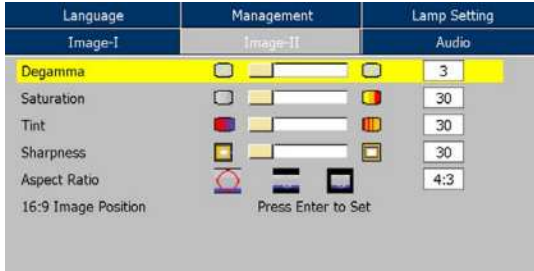 Language Management Lamp Setting
Image-I Image-II Audio
Degamma 3
Saturation 30
Tint 30
Sharpness 30
Aspect Ratio 4:3
16:9 Image Position Press Enter to Set